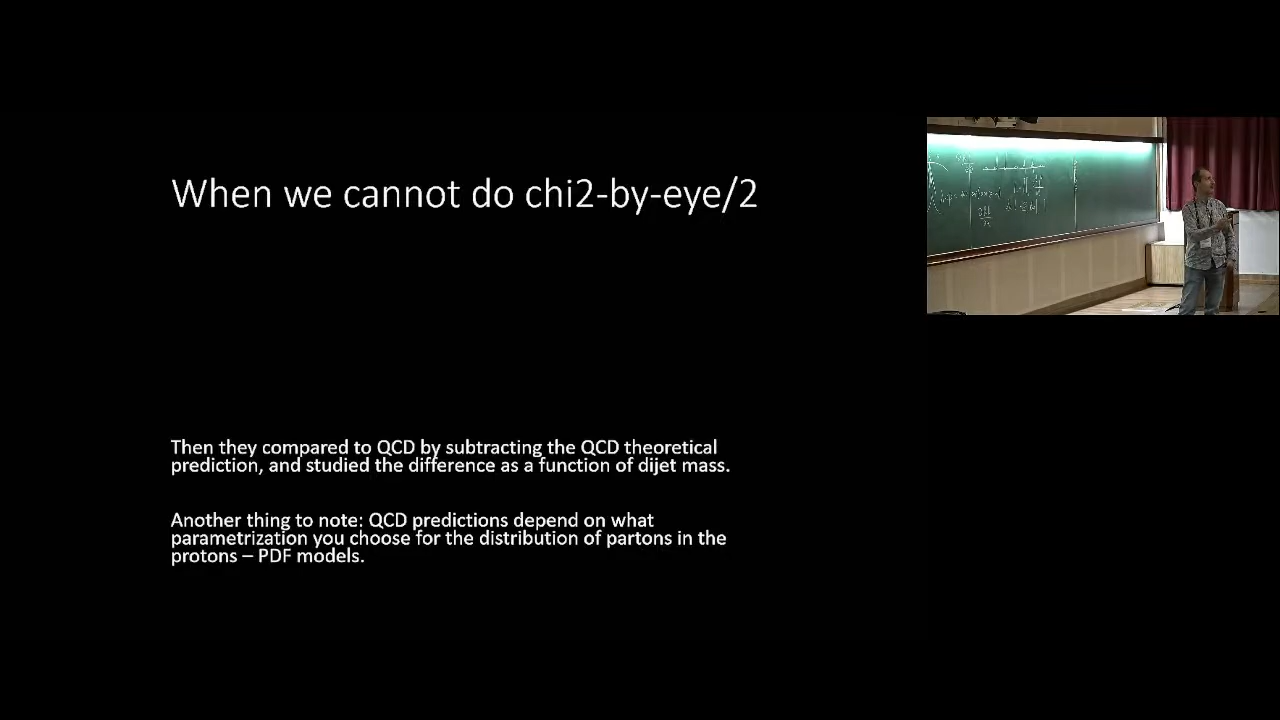 When we cannot do chi2-by-eye/2
Then they compared to QCD by subtracting the QCD theoretical
prediction, and studied the difference as a function of dijet mass.
Another thing to note: QCD predictions depend on what
parametrization you choose for the distribution of partons in the
protons – PDF models.